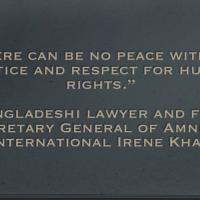 ERE CAN BE NO PEACE WITH
TICE AND RESPECT FOR HU
RIGHTS.”
NGLADESHI LAWYER AND F
RETARY GENERAL OF AMN
INTERNATIONAL IRENE KHA